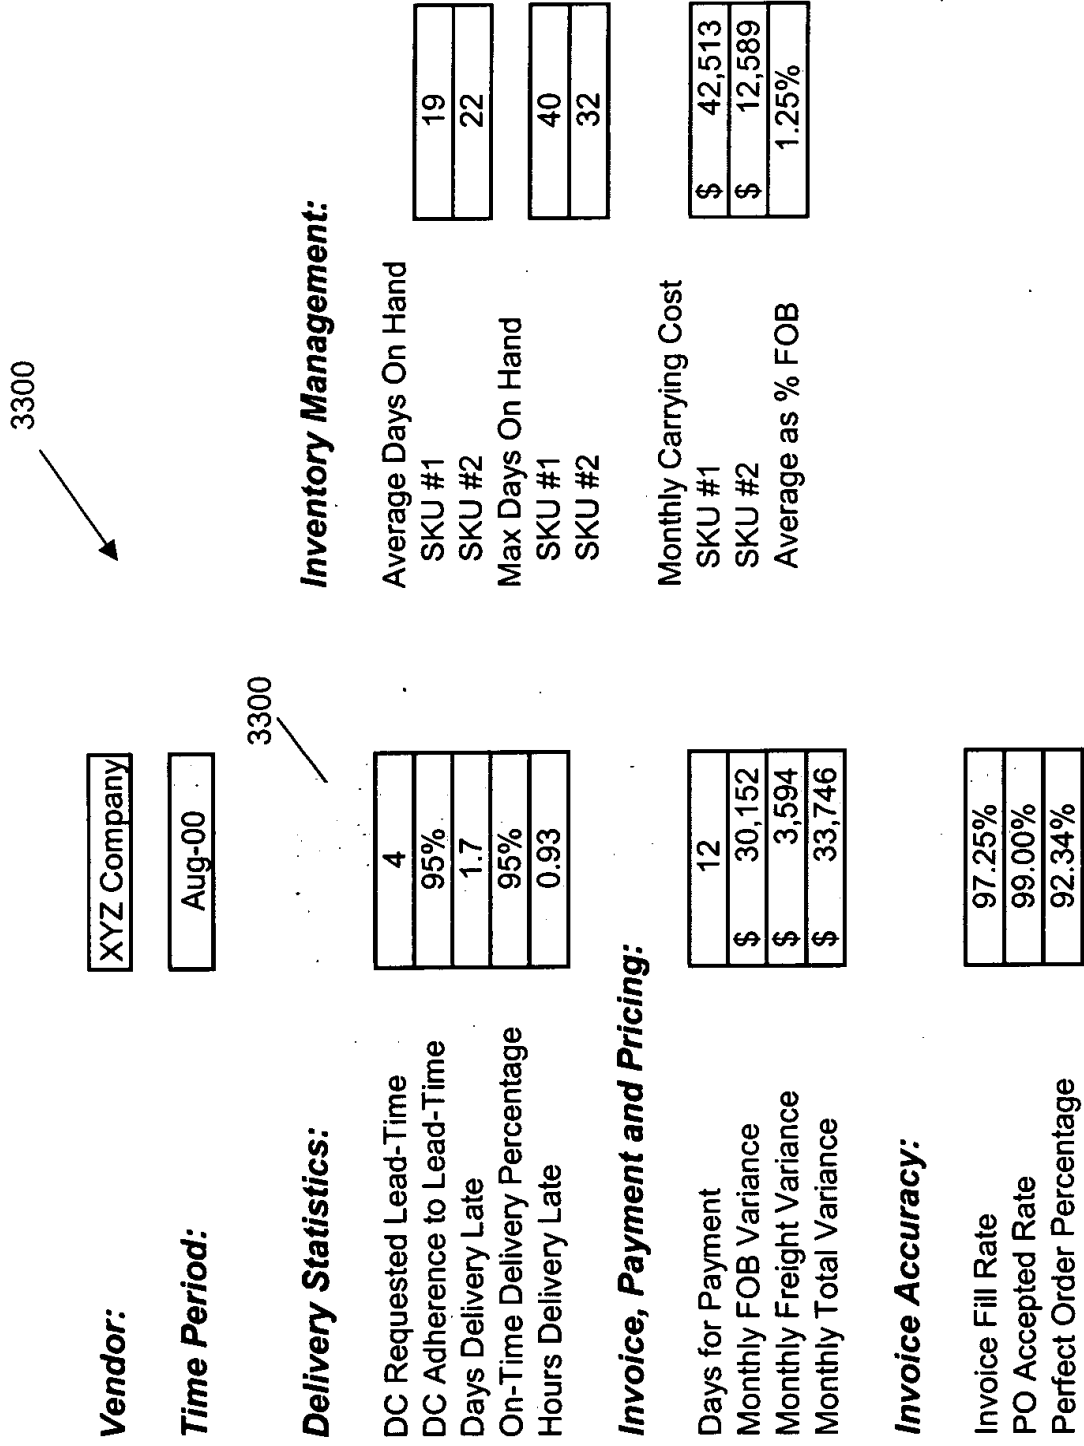 3300
Vendor: XYZ Company
Time Period: Aug-00
3300
Delivery Statistics:
DC Requested Lead-Time 4
DC Adherence to Lead-Time 95%
Days Delivery Late 1.7
On-Time Delivery Percentage 95%
Hours Delivery Late 0.93
Invoice, Payment and Pricing:
Days for Payment 12
Monthly FOB Variance $ 30,152
Monthly Freight Variance $ 3,594
Monthly Total Variance $ 33,746
Invoice Accuracy:
Invoice Fill Rate 97.25%
PO Accepted Rate 99.00%
Perfect Order Percentage 92.34%
Inventory Management:
Average Days On Hand
SKU #1 19
SKU #2 22
Max Days On Hand
SKU #1 40
SKU #2 32
Monthly Carrying Cost
SKU #1 $ 42,513
SKU #2 $ 12,589
Average as % FOB 1.25%